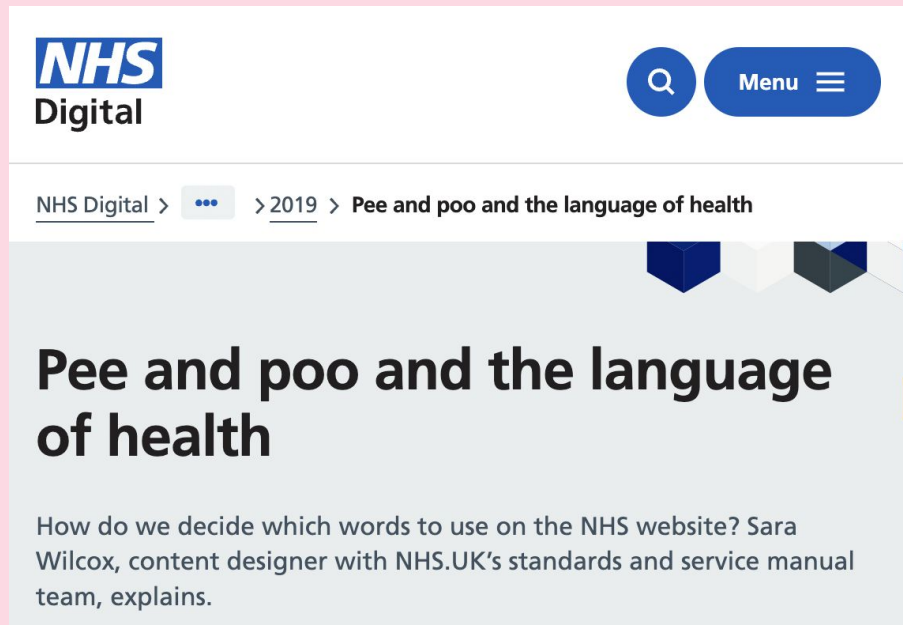 NHS
Digital
Menu
NHS Digital > ••• > 2019 > Pee and poo and the language of health
Pee and poo and the language
of health
How do we decide which words to use on the NHS website? Sara
Wilcox, content designer with NHS.UK’s standards and service manual
team, explains.